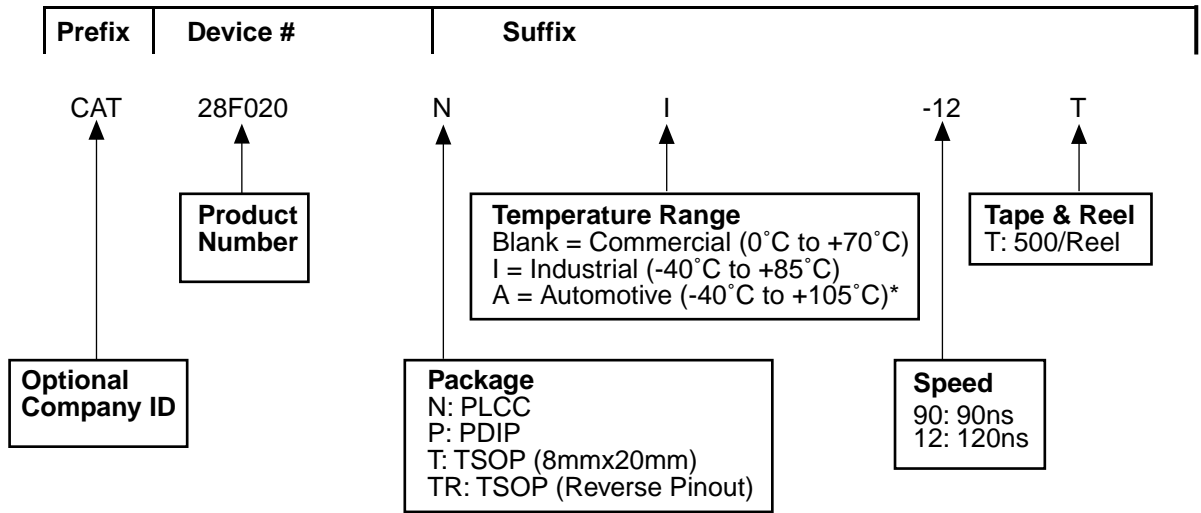 Prefix Device # Suffix
CAT 28F020 N I -12 T
Product
Number
Temperature Range
Blank = Commercial (0˚C to +70˚C)
I = Industrial (-40˚C to +85˚C)
A = Automotive (-40˚C to +105˚C)*
Tape & Reel
T: 500/Reel
Optional
Company ID
Package
N: PLCC
P: PDIP
T: TSOP (8mmx20mm)
TR: TSOP (Reverse Pinout)
Speed
90: 90ns
12: 120ns